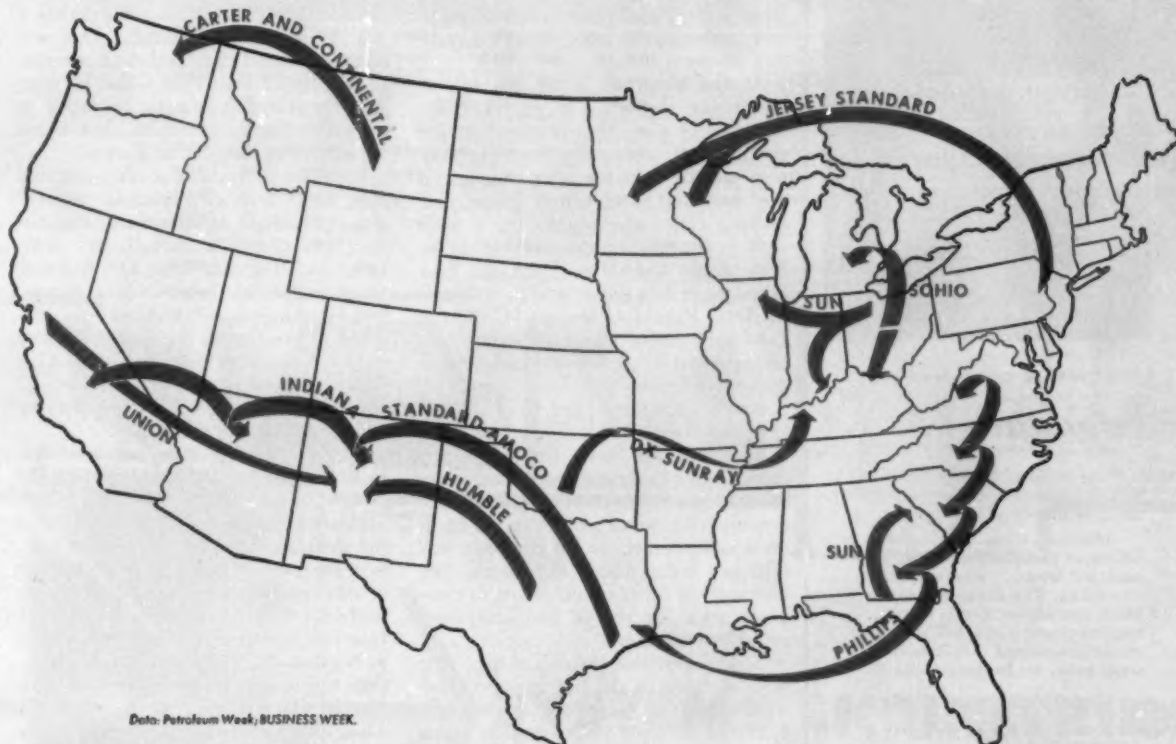 CARTER AND CONTINENTAL
JERSEY STANDARD
SUN
SOHIO
INDIANA STANDARD-AMOCO
UNION
DX SUNRAY
HUMBLE
SUN
PHILLIPS
Data: Petroleum Week; BUSINESS WEEK.